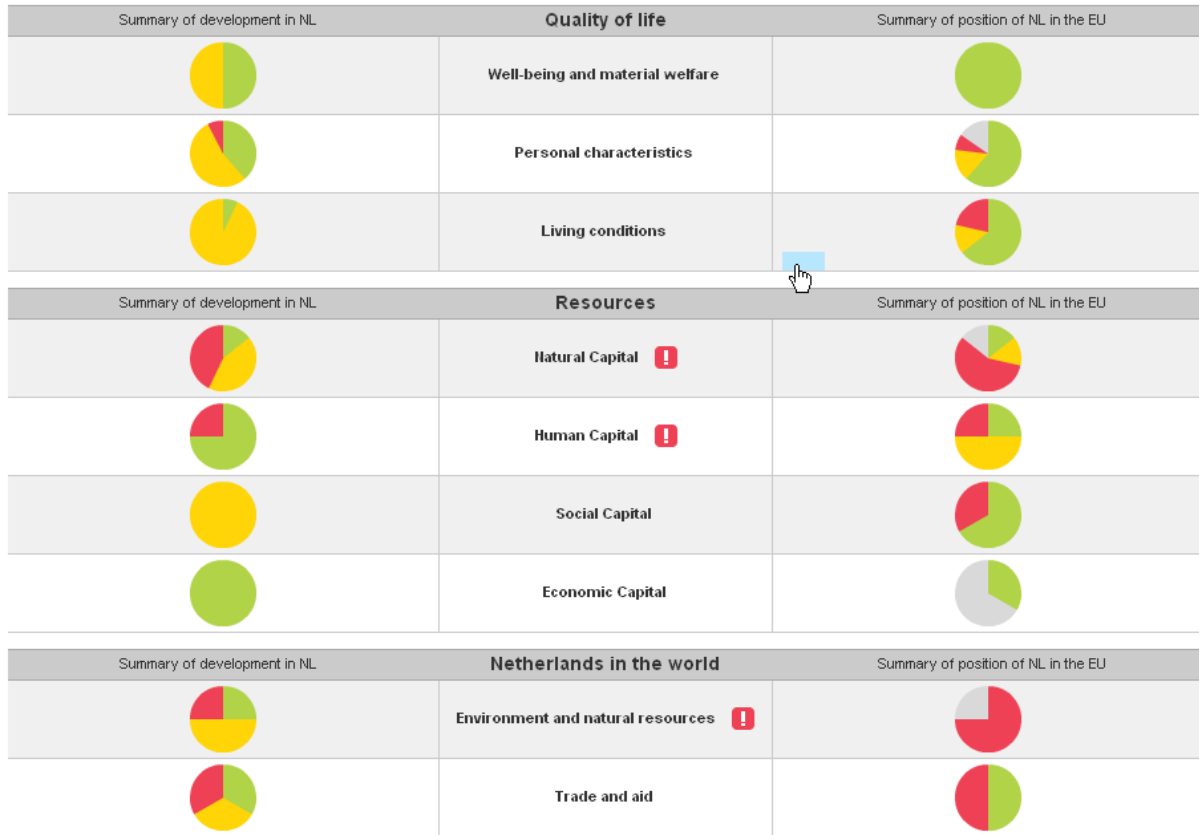 Summary of development in NL Quality of life Summary of position of NL in the EU
Well-being and material welfare
Personal characteristics
Living conditions
Summary of development in NL Resources Summary of position of NL in the EU
Natural Capital !
Human Capital !
Social Capital
Economic Capital
Summary of development in NL Netherlands in the world Summary of position of NL in the EU
Environment and natural resources !
Trade and aid